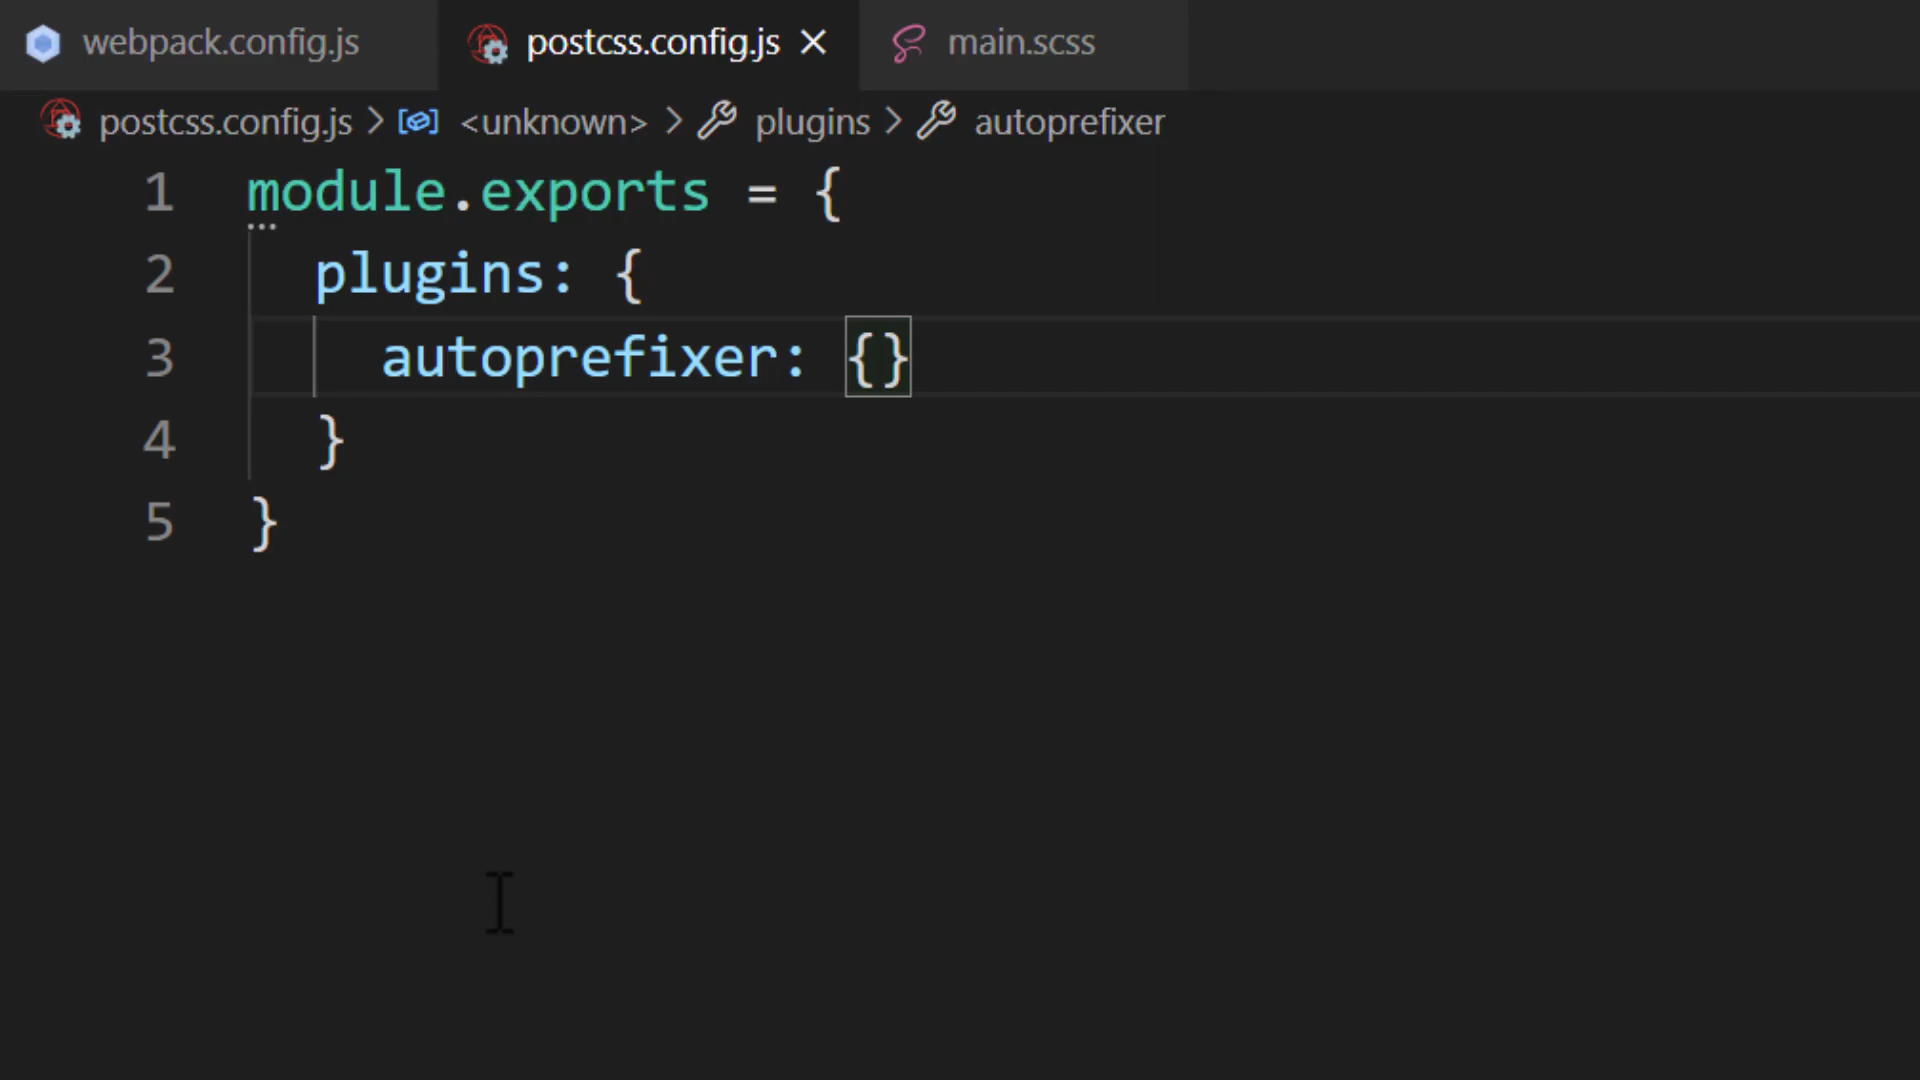 webpack.config.js postcss.config.js main.scss
postcss.config.js > <unknown> > plugins > autoprefixer
1 module.exports = {
2 plugins: {
3 autoprefixer: {}
4 }
5 }